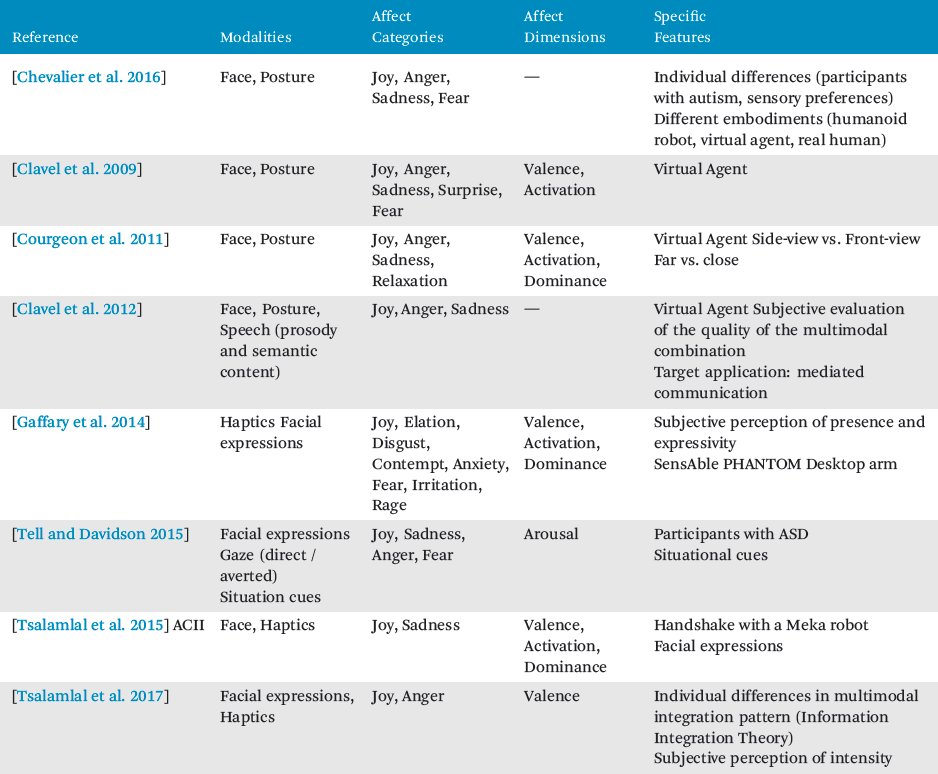 Reference Modalities Affect Categories Affect Dimensions Specific Features
[Chevalier et al. 2016] Face, Posture Joy, Anger, — Individual differences (participants
Sadness, Fear with autism, sensory preferences)
Different embodiments (humanoid
robot, virtual agent, real human)
[Clavel et al. 2009] Face, Posture Joy, Anger, Valence, Virtual Agent
Sadness, Surprise, Activation
Fear
[Courgeon et al. 2011] Face, Posture Joy, Anger, Valence, Virtual Agent Side-view vs. Front-view
Sadness, Activation, Far vs. close
Relaxation Dominance
[Clavel et al. 2012] Face, Posture, Joy, Anger, Sadness — Virtual Agent Subjective evaluation
Speech (prosody of the quality of the multimodal
and semantic combination
content) Target application: mediated
communication
[Gaffary et al. 2014] Haptics Facial Joy, Elation, Valence, Subjective perception of presence and
expressions Disgust, Activation, expressivity
Contempt, Anxiety, Dominance SensAble PHANTOM Desktop arm
Fear, Irritation,
Rage
[Tell and Davidson 2015] Facial expressions Joy, Sadness, Arousal Participants with ASD
Gaze (direct / Anger, Fear Situational cues
averted)
Situation cues
[Tsalamlal et al. 2015] ACII Face, Haptics Joy, Sadness Valence, Handshake with a Meka robot
Activation, Facial expressions
Dominance
[Tsalamlal et al. 2017] Facial expressions, Joy, Anger Valence Individual differences in multimodal
Haptics integration pattern (Information
Integration Theory)
Subjective perception of intensity